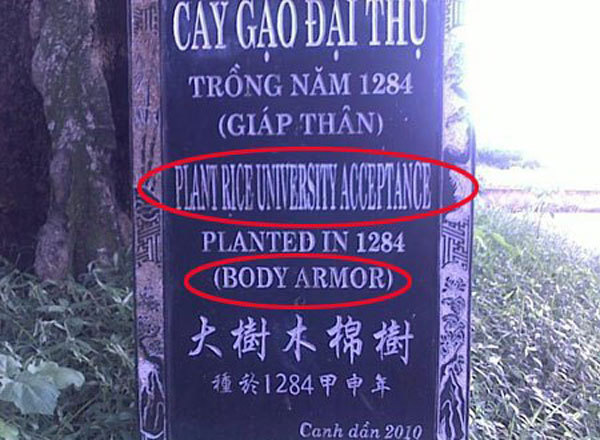 CÂY GẠO ĐẠI THỤ
TRỒNG NĂM 1284
(GIÁP THÂN)
PLANT RICE UNIVERSITY ACCEPTANCE
PLANTED IN 1284
(BODY ARMOR)
大樹木棉樹
種於1284甲申年
Canh dần 2010